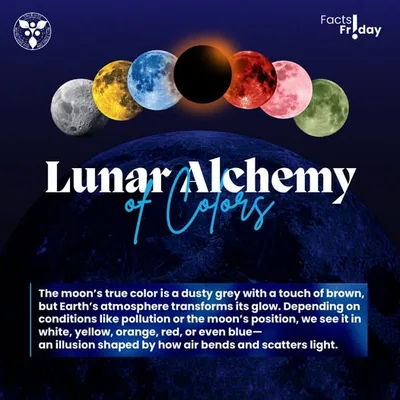 Facts
Fr!day
Lunar Alchemy
of Colors
The moon’s true color is a dusty grey with a touch of brown,
but Earth’s atmosphere transforms its glow. Depending on
conditions like pollution or the moon’s position, we see it in
white, yellow, orange, red, or even blue—
an illusion shaped by how air bends and scatters light.